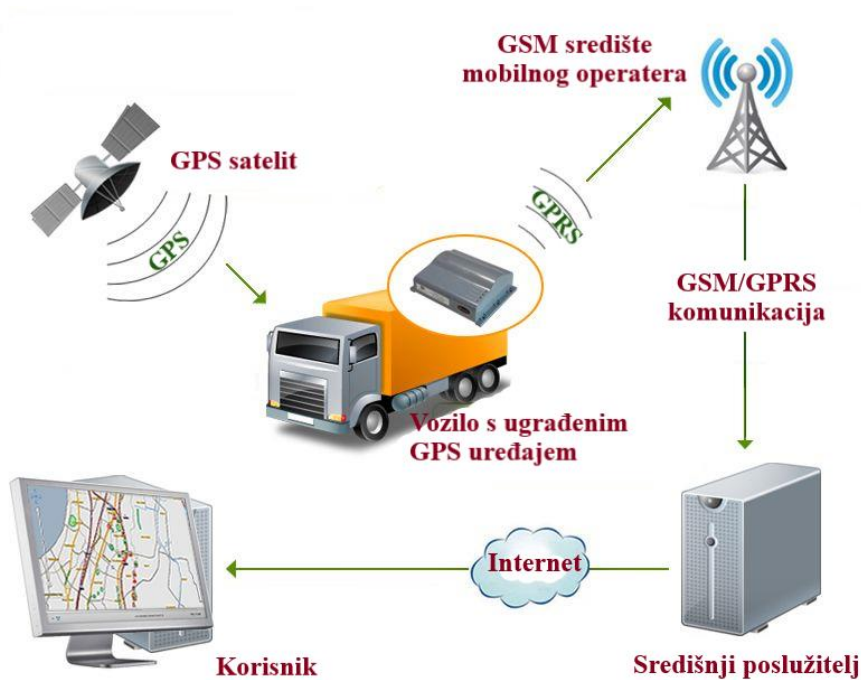 GSM središte
mobilnog operatera
GPS satelit
GPS
GPRS
GSM/GPRS
komunikacija
Vozilo s ugrađenim
GPS uređajem
Internet
Korisnik
Središnji poslužitelj